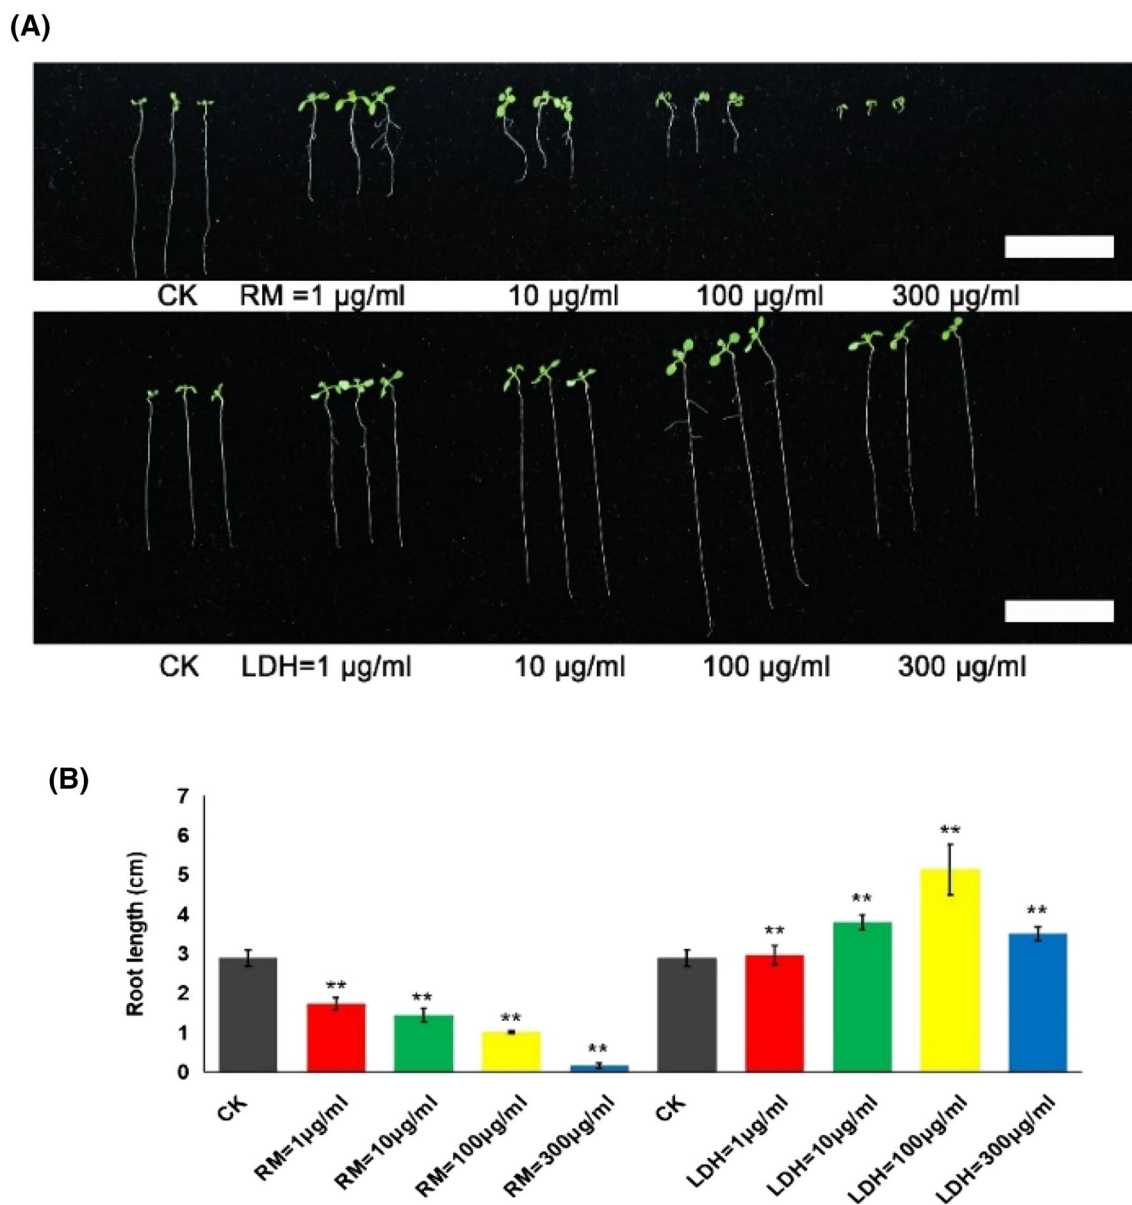 (A)
CK RM =1 µg/ml 10 µg/ml 100 µg/ml 300 µg/ml
CK LDH=1 µg/ml 10 µg/ml 100 µg/ml 300 µg/ml
(B)
Root length (cm)
7
6
5
4
3
2
1
0
** ** ** ** ** ** ** **
CK RM=1µg/ml RM=10µg/ml RM=100µg/ml RM=300µg/ml CK LDH=1µg/ml LDH=10µg/ml LDH=100µg/ml LDH=300µg/ml